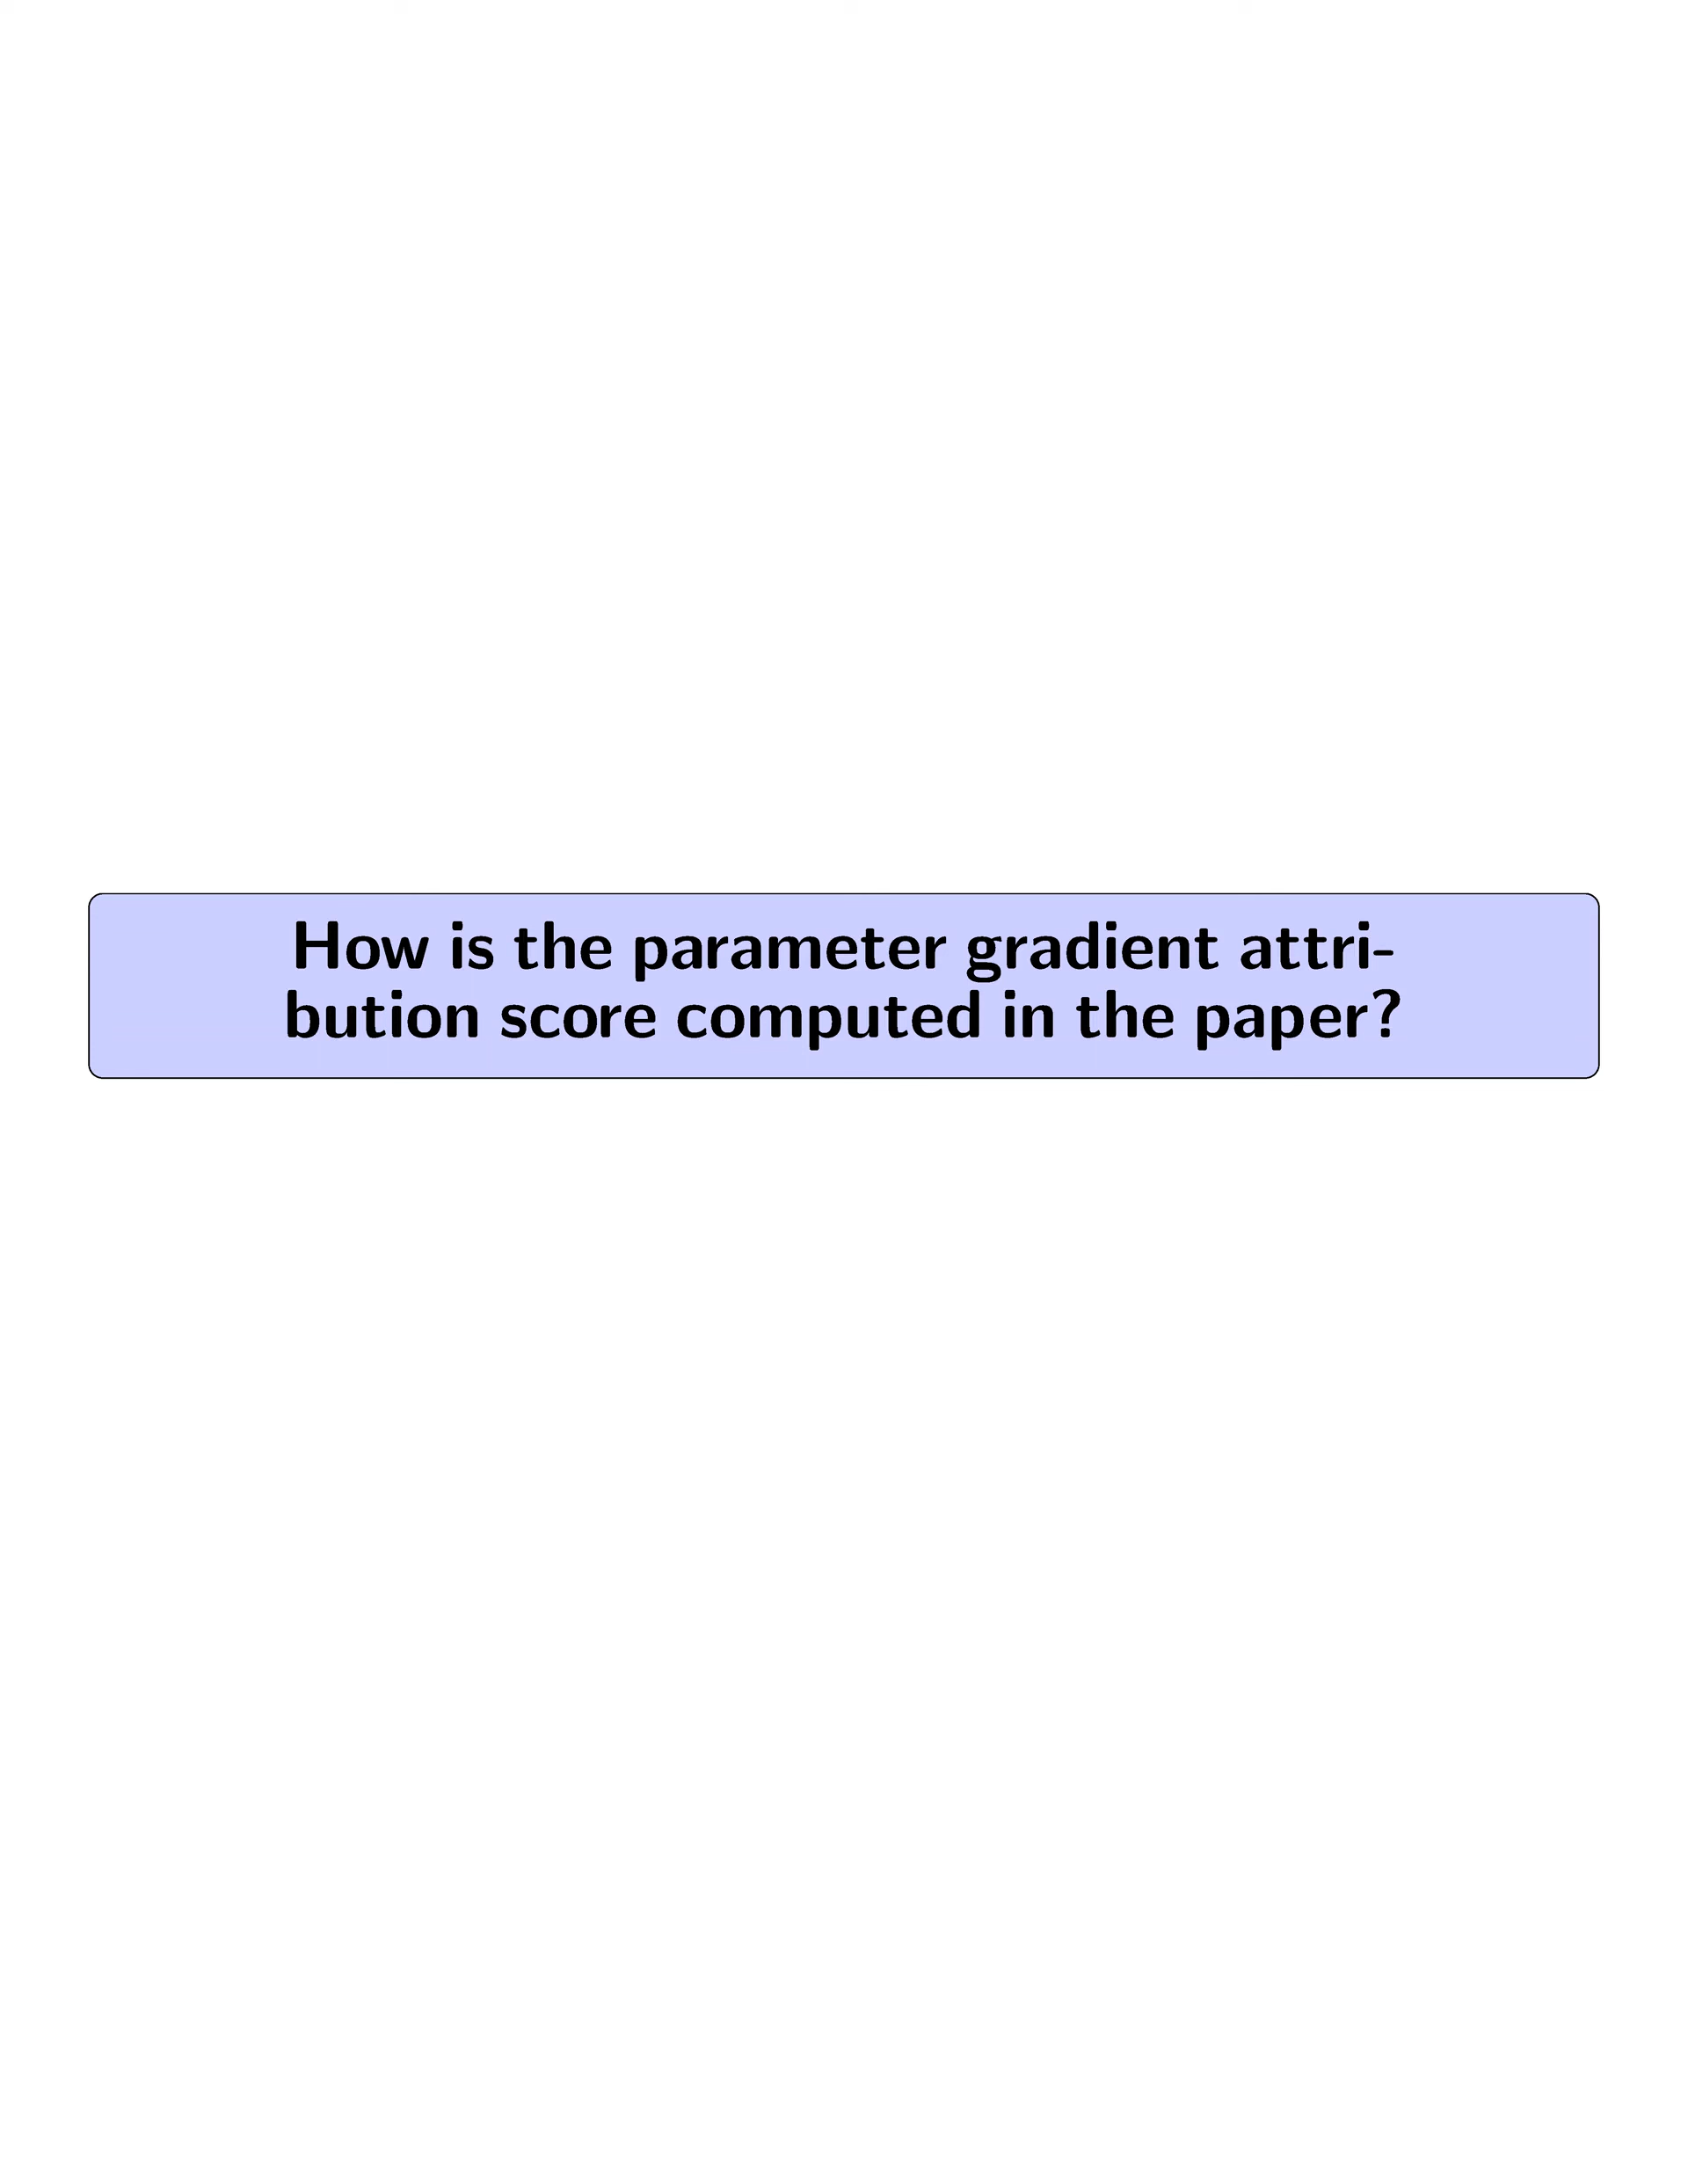 How is the parameter gradient attri-
bution score computed in the paper?